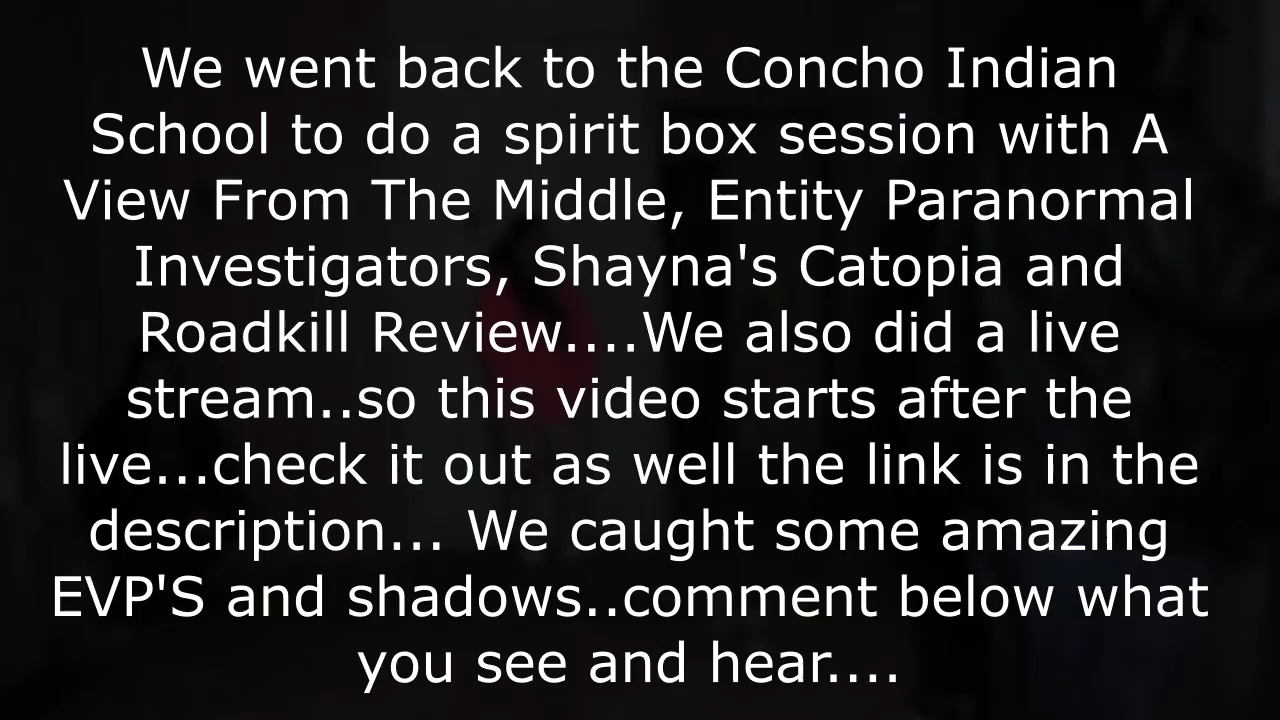 We went back to the Concho Indian
School to do a spirit box session with A
View From The Middle, Entity Paranormal
Investigators, Shayna's Catopia and
Roadkill Review....We also did a live
stream..so this video starts after the
live...check it out as well the link is in the
description... We caught some amazing
EVP'S and shadows..comment below what
you see and hear....